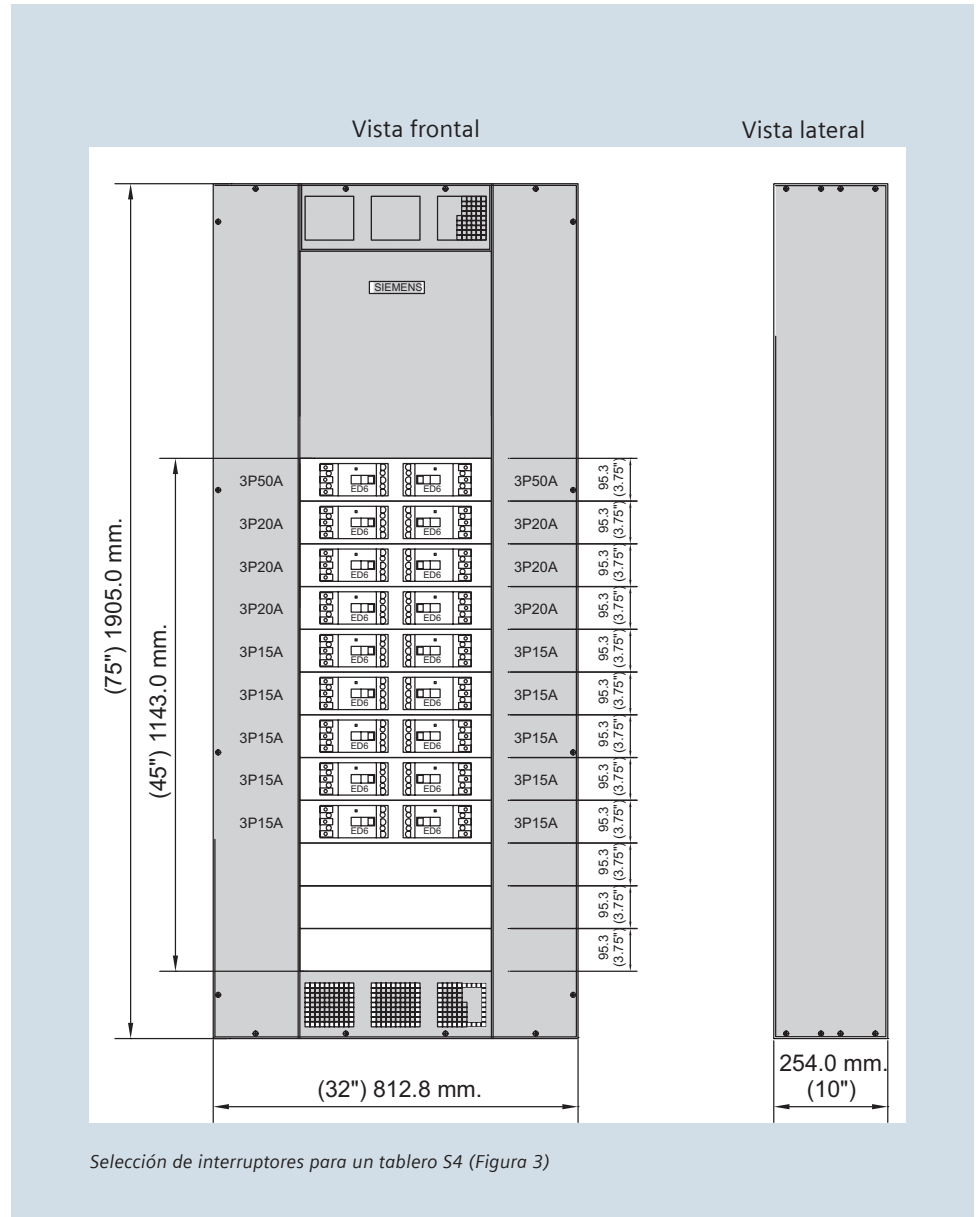 Vista frontal
Vista lateral
SIEMENS
(75") 1905.0 mm.
(45") 1143.0 mm.
3P50A ED6 ED6 3P50A 95.3 (3.75")
3P20A ED6 ED6 3P20A 95.3 (3.75")
3P20A ED6 ED6 3P20A 95.3 (3.75")
3P20A ED6 ED6 3P20A 95.3 (3.75")
3P15A ED6 ED6 3P15A 95.3 (3.75")
3P15A ED6 ED6 3P15A 95.3 (3.75")
3P15A ED6 ED6 3P15A 95.3 (3.75")
3P15A ED6 ED6 3P15A 95.3 (3.75")
3P15A ED6 ED6 3P15A 95.3 (3.75")
95.3 (3.75")
95.3 (3.75")
95.3 (3.75")
(32") 812.8 mm.
254.0 mm.
(10")
Selección de interruptores para un tablero S4 (Figura 3)